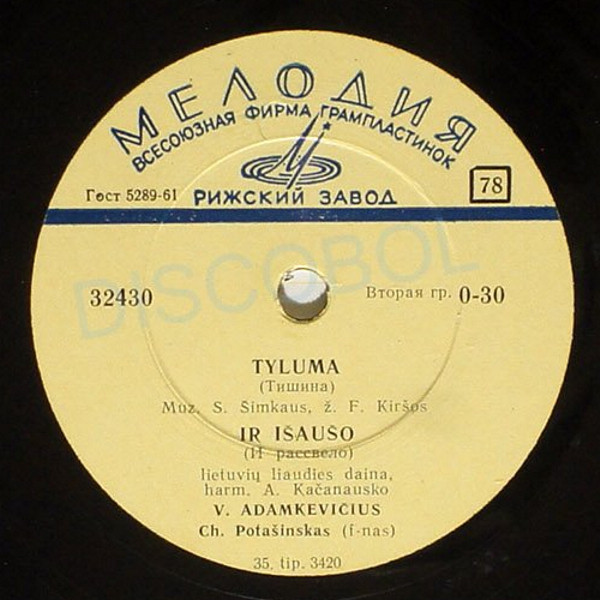 МЕЛОДИЯ
ВСЕСОЮЗНАЯ ФИРМА ГРАМПЛАСТИНОК
Гост 5289-61
РИЖСКИЙ ЗАВОД
78
DISCOBOL
32430
Вторая гр. 0-30
TYLUMA
(Тишина)
Muz. S. Šimkaus, ž. F. Kiršos
IR IŠAUŠO
(И рассвело)
lietuvių liaudies daina,
harm. A. Kačanausko
V. ADAMKEVIČIUS
Ch. Potašinskas (f-nas)
35. tip. 3420